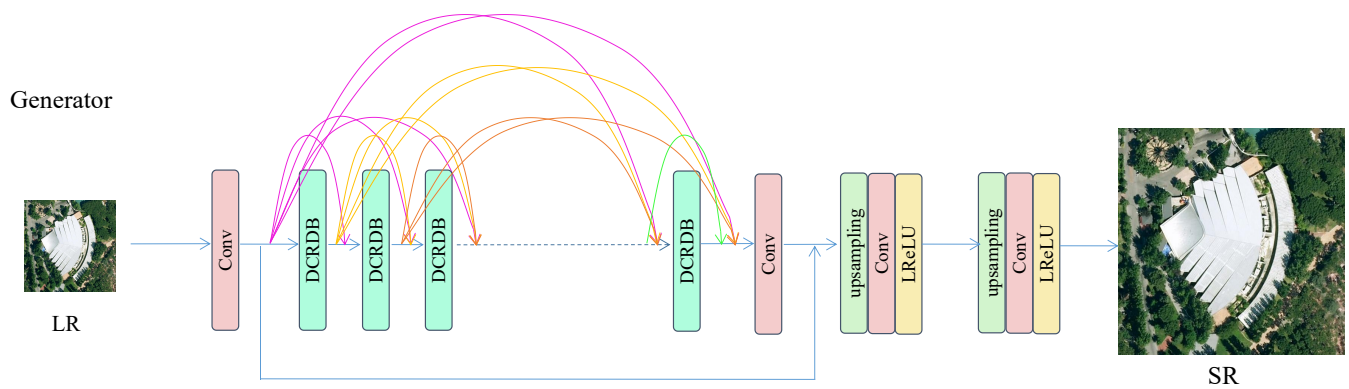 Generator
LR
Conv
DCRDB
DCRDB
DCRDB
DCRDB
Conv
upsampling
Conv
LReLU
upsampling
Conv
LReLU
SR